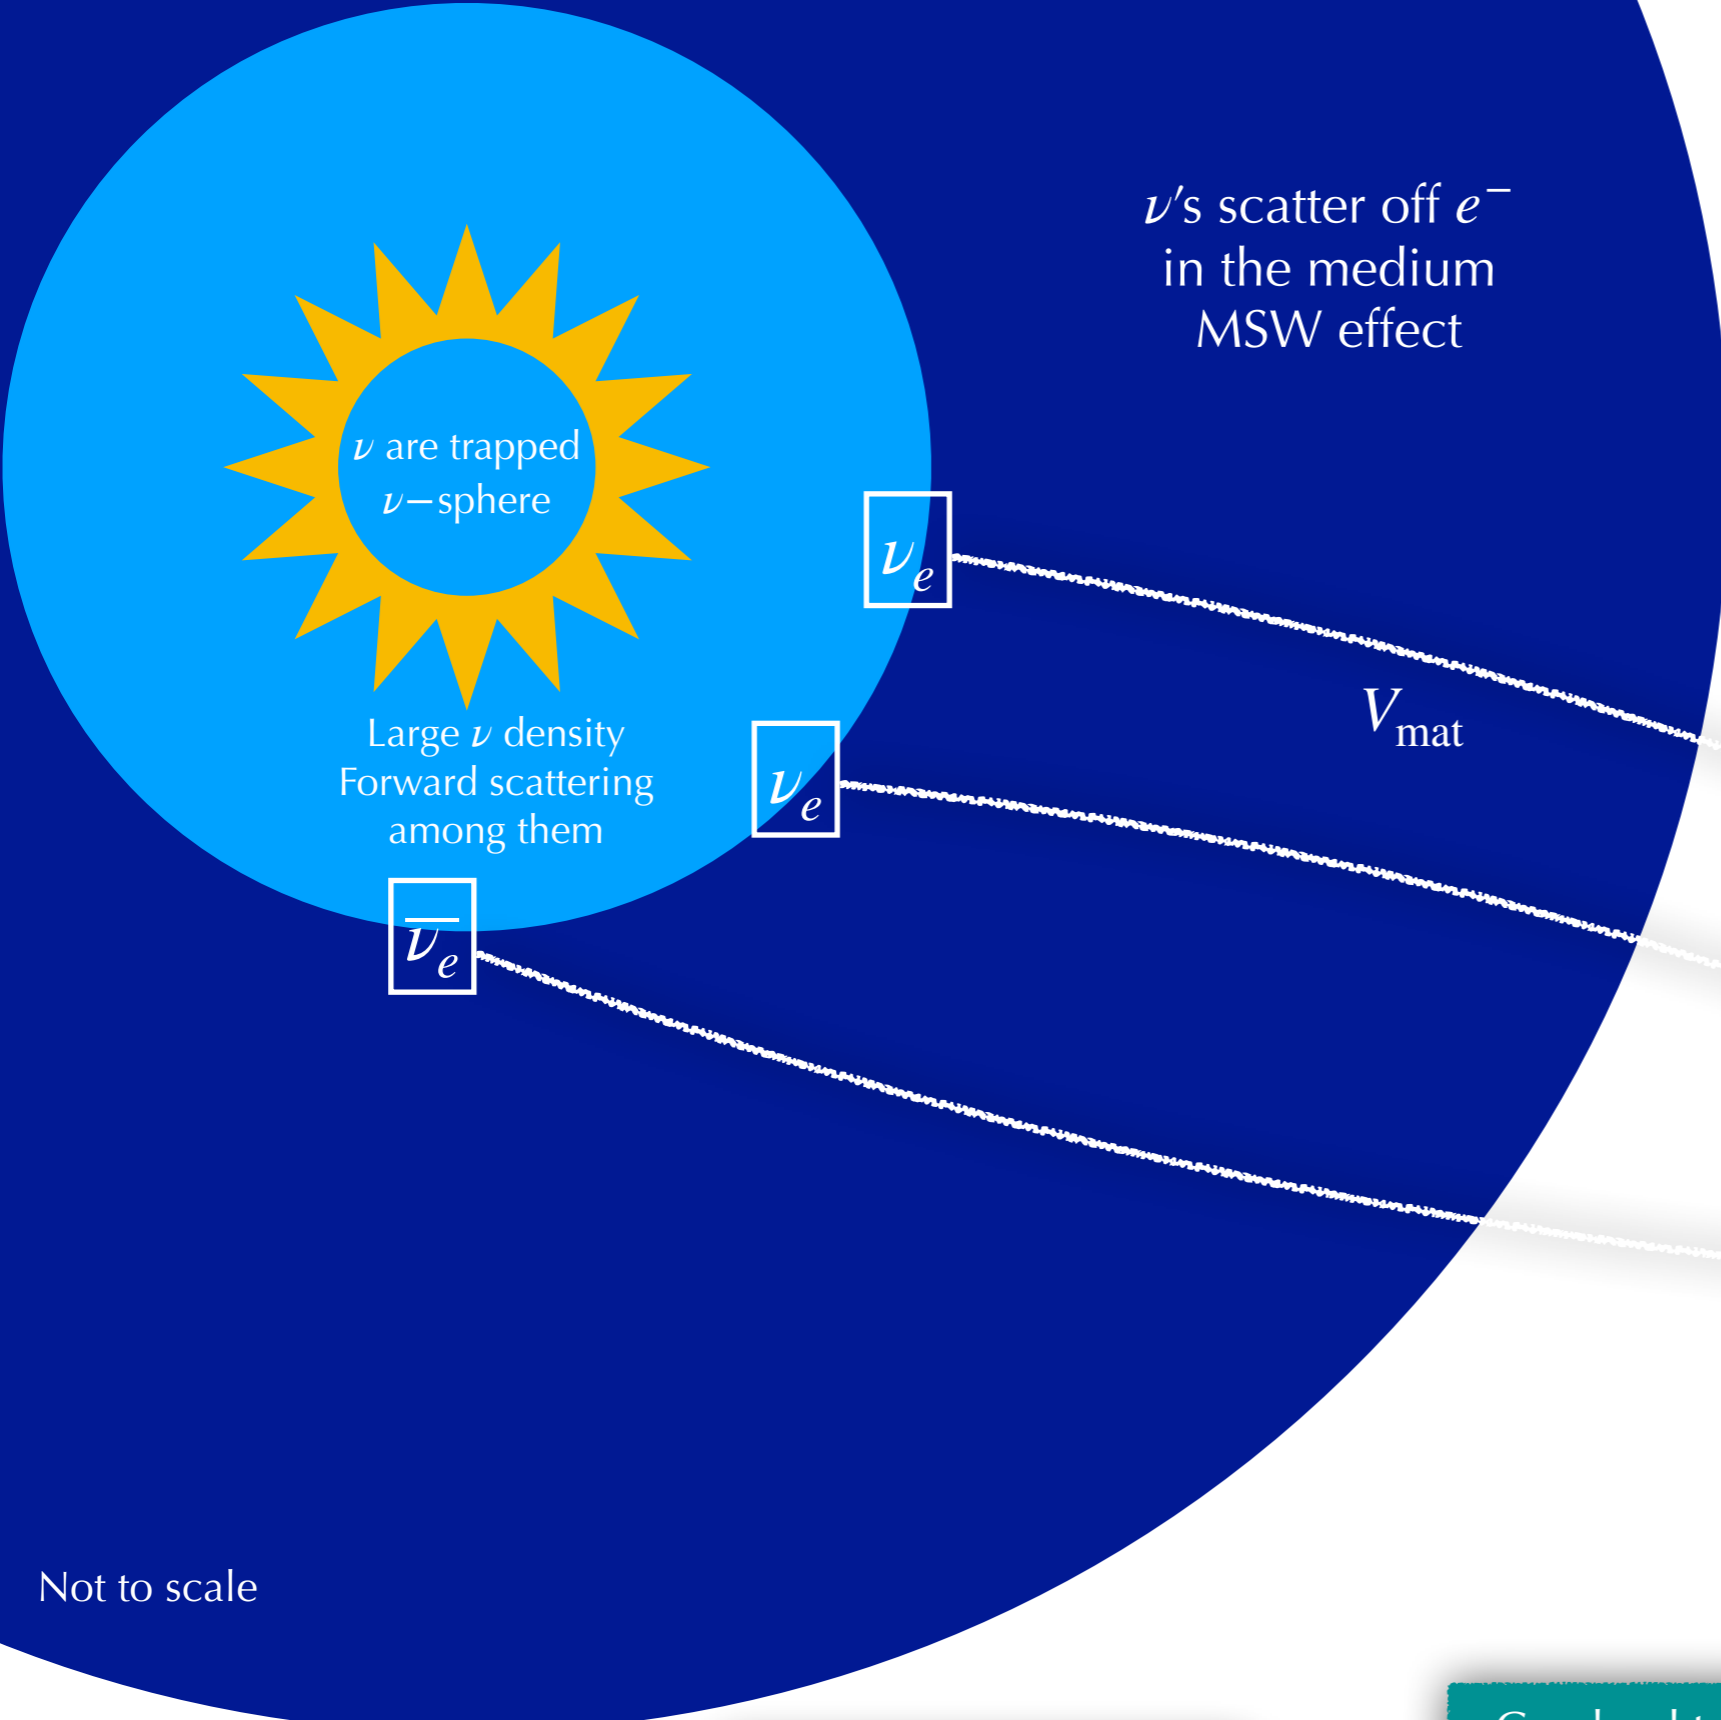 ν's scatter off e⁻
in the medium
MSW effect
ν are trapped
ν−sphere
νₑ
V_mat
Large ν density
Forward scattering
among them
νₑ
ν̅ₑ
Not to scale